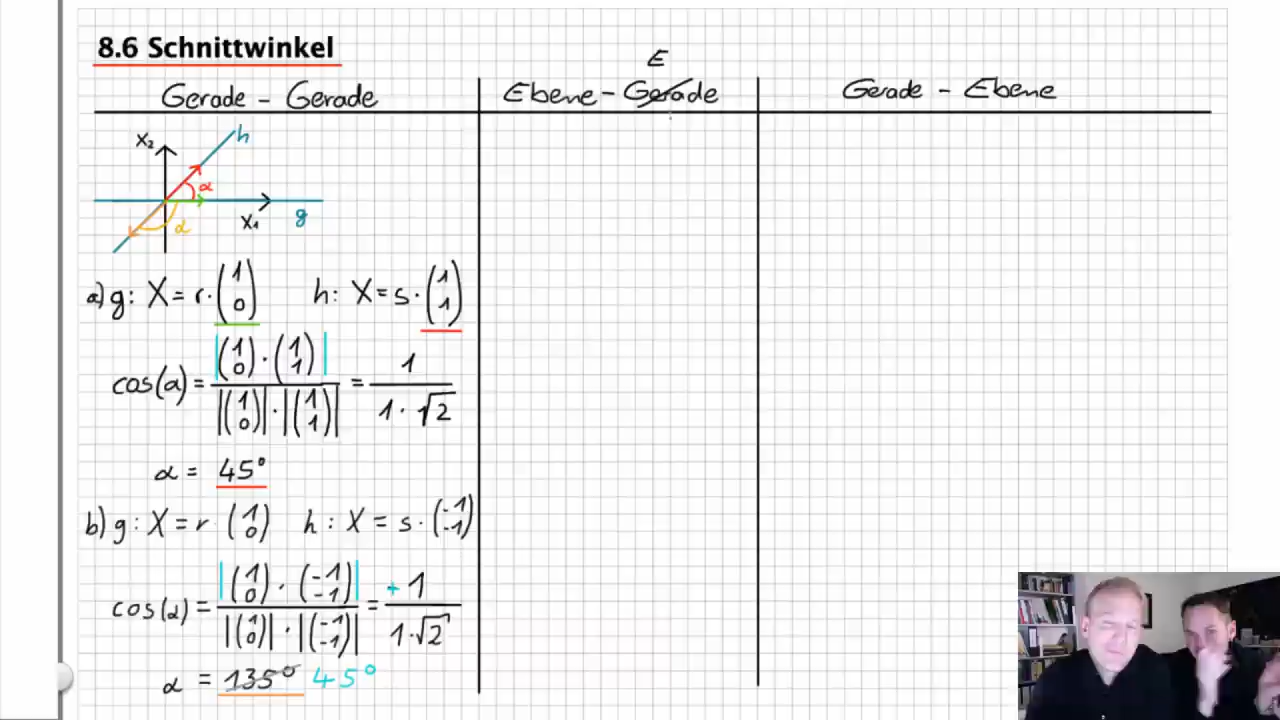 8.6 Schnittwinkel
Gerade - Gerade
E
Ebene - Gerade
Gerade - Ebene
x₂
h
α
x₁
g
α
a) g: X = r · (1 0)   h: X = s · (1 1)
cos(α) = |(1 0) · (1 1)| / |(1 0)| · |(1 1)| = 1 / 1 · √2
α = 45°
b) g: X = r · (1 0)   h: X = s · (-1 -1)
cos(α) = |(1 0) · (-1 -1)| / |(1 0)| · |(-1 -1)| = +1 / 1 · √2
α = 135° 45°